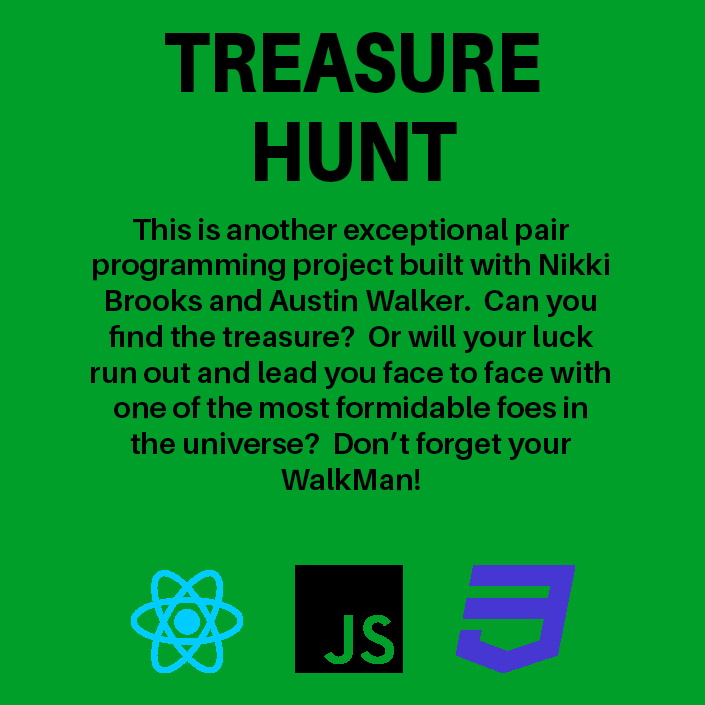 TREASURE
HUNT
This is another exceptional pair
programming project built with Nikki
Brooks and Austin Walker.  Can you
find the treasure?  Or will your luck
run out and lead you face to face with
one of the most formidable foes in
the universe?  Don’t forget your
WalkMan!
JS